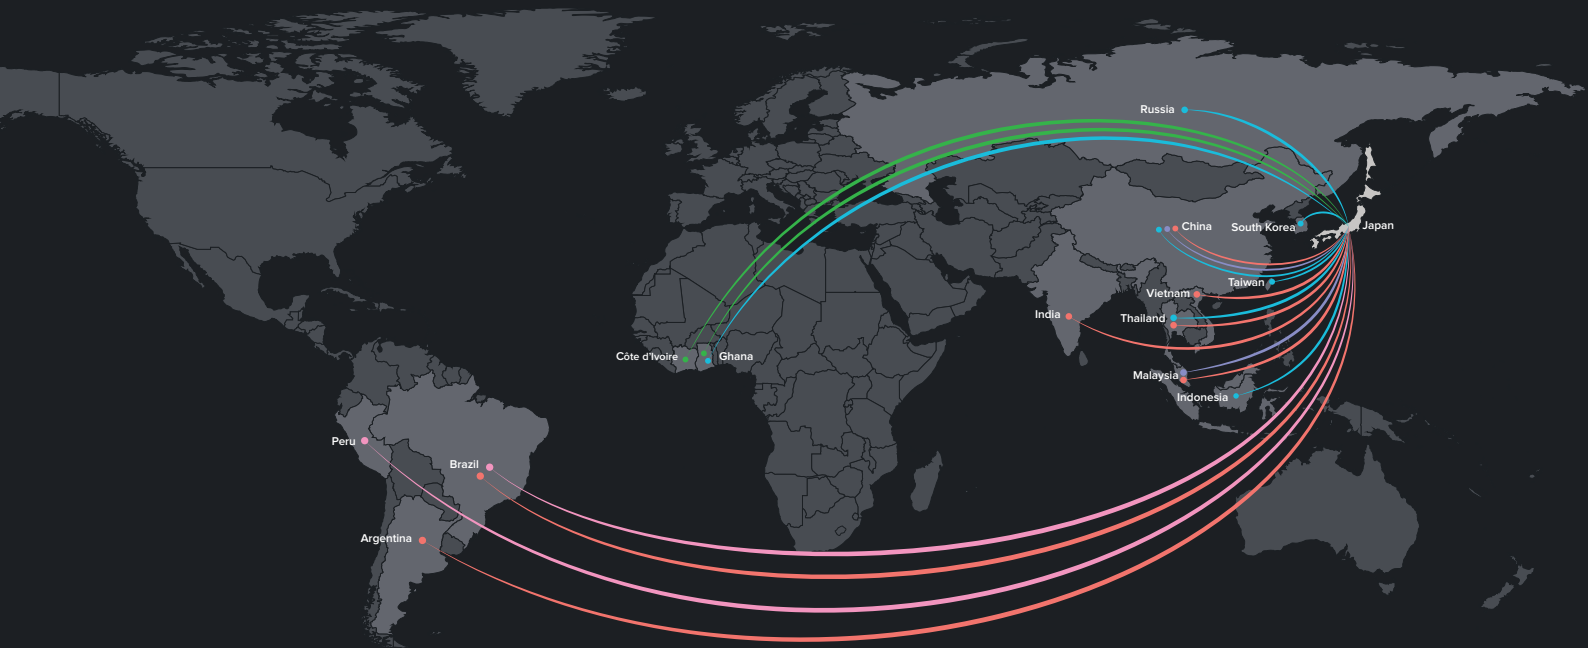 Russia
China
South Korea
Japan
Taiwan
Vietnam
India
Thailand
Côte d'Ivoire
Ghana
Malaysia
Indonesia
Peru
Brazil
Argentina